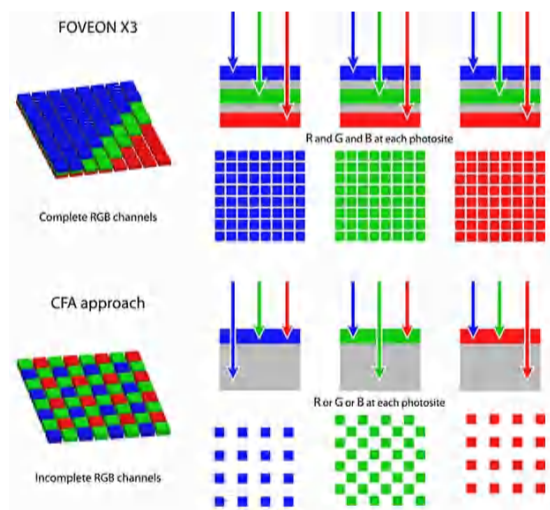 FOVEON X3
R and G and B at each photosite
Complete RGB channels
CFA approach
R or G or B at each photosite
Incomplete RGB channels